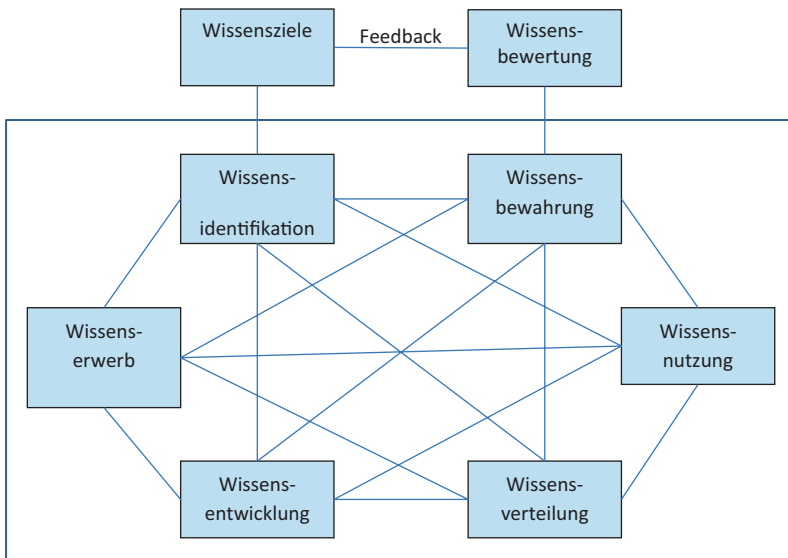 Wissensziele
Feedback
Wissens-
bewertung
Wissens-
identifikation
Wissens-
bewahrung
Wissens-
erwerb
Wissens-
nutzung
Wissens-
entwicklung
Wissens-
verteilung